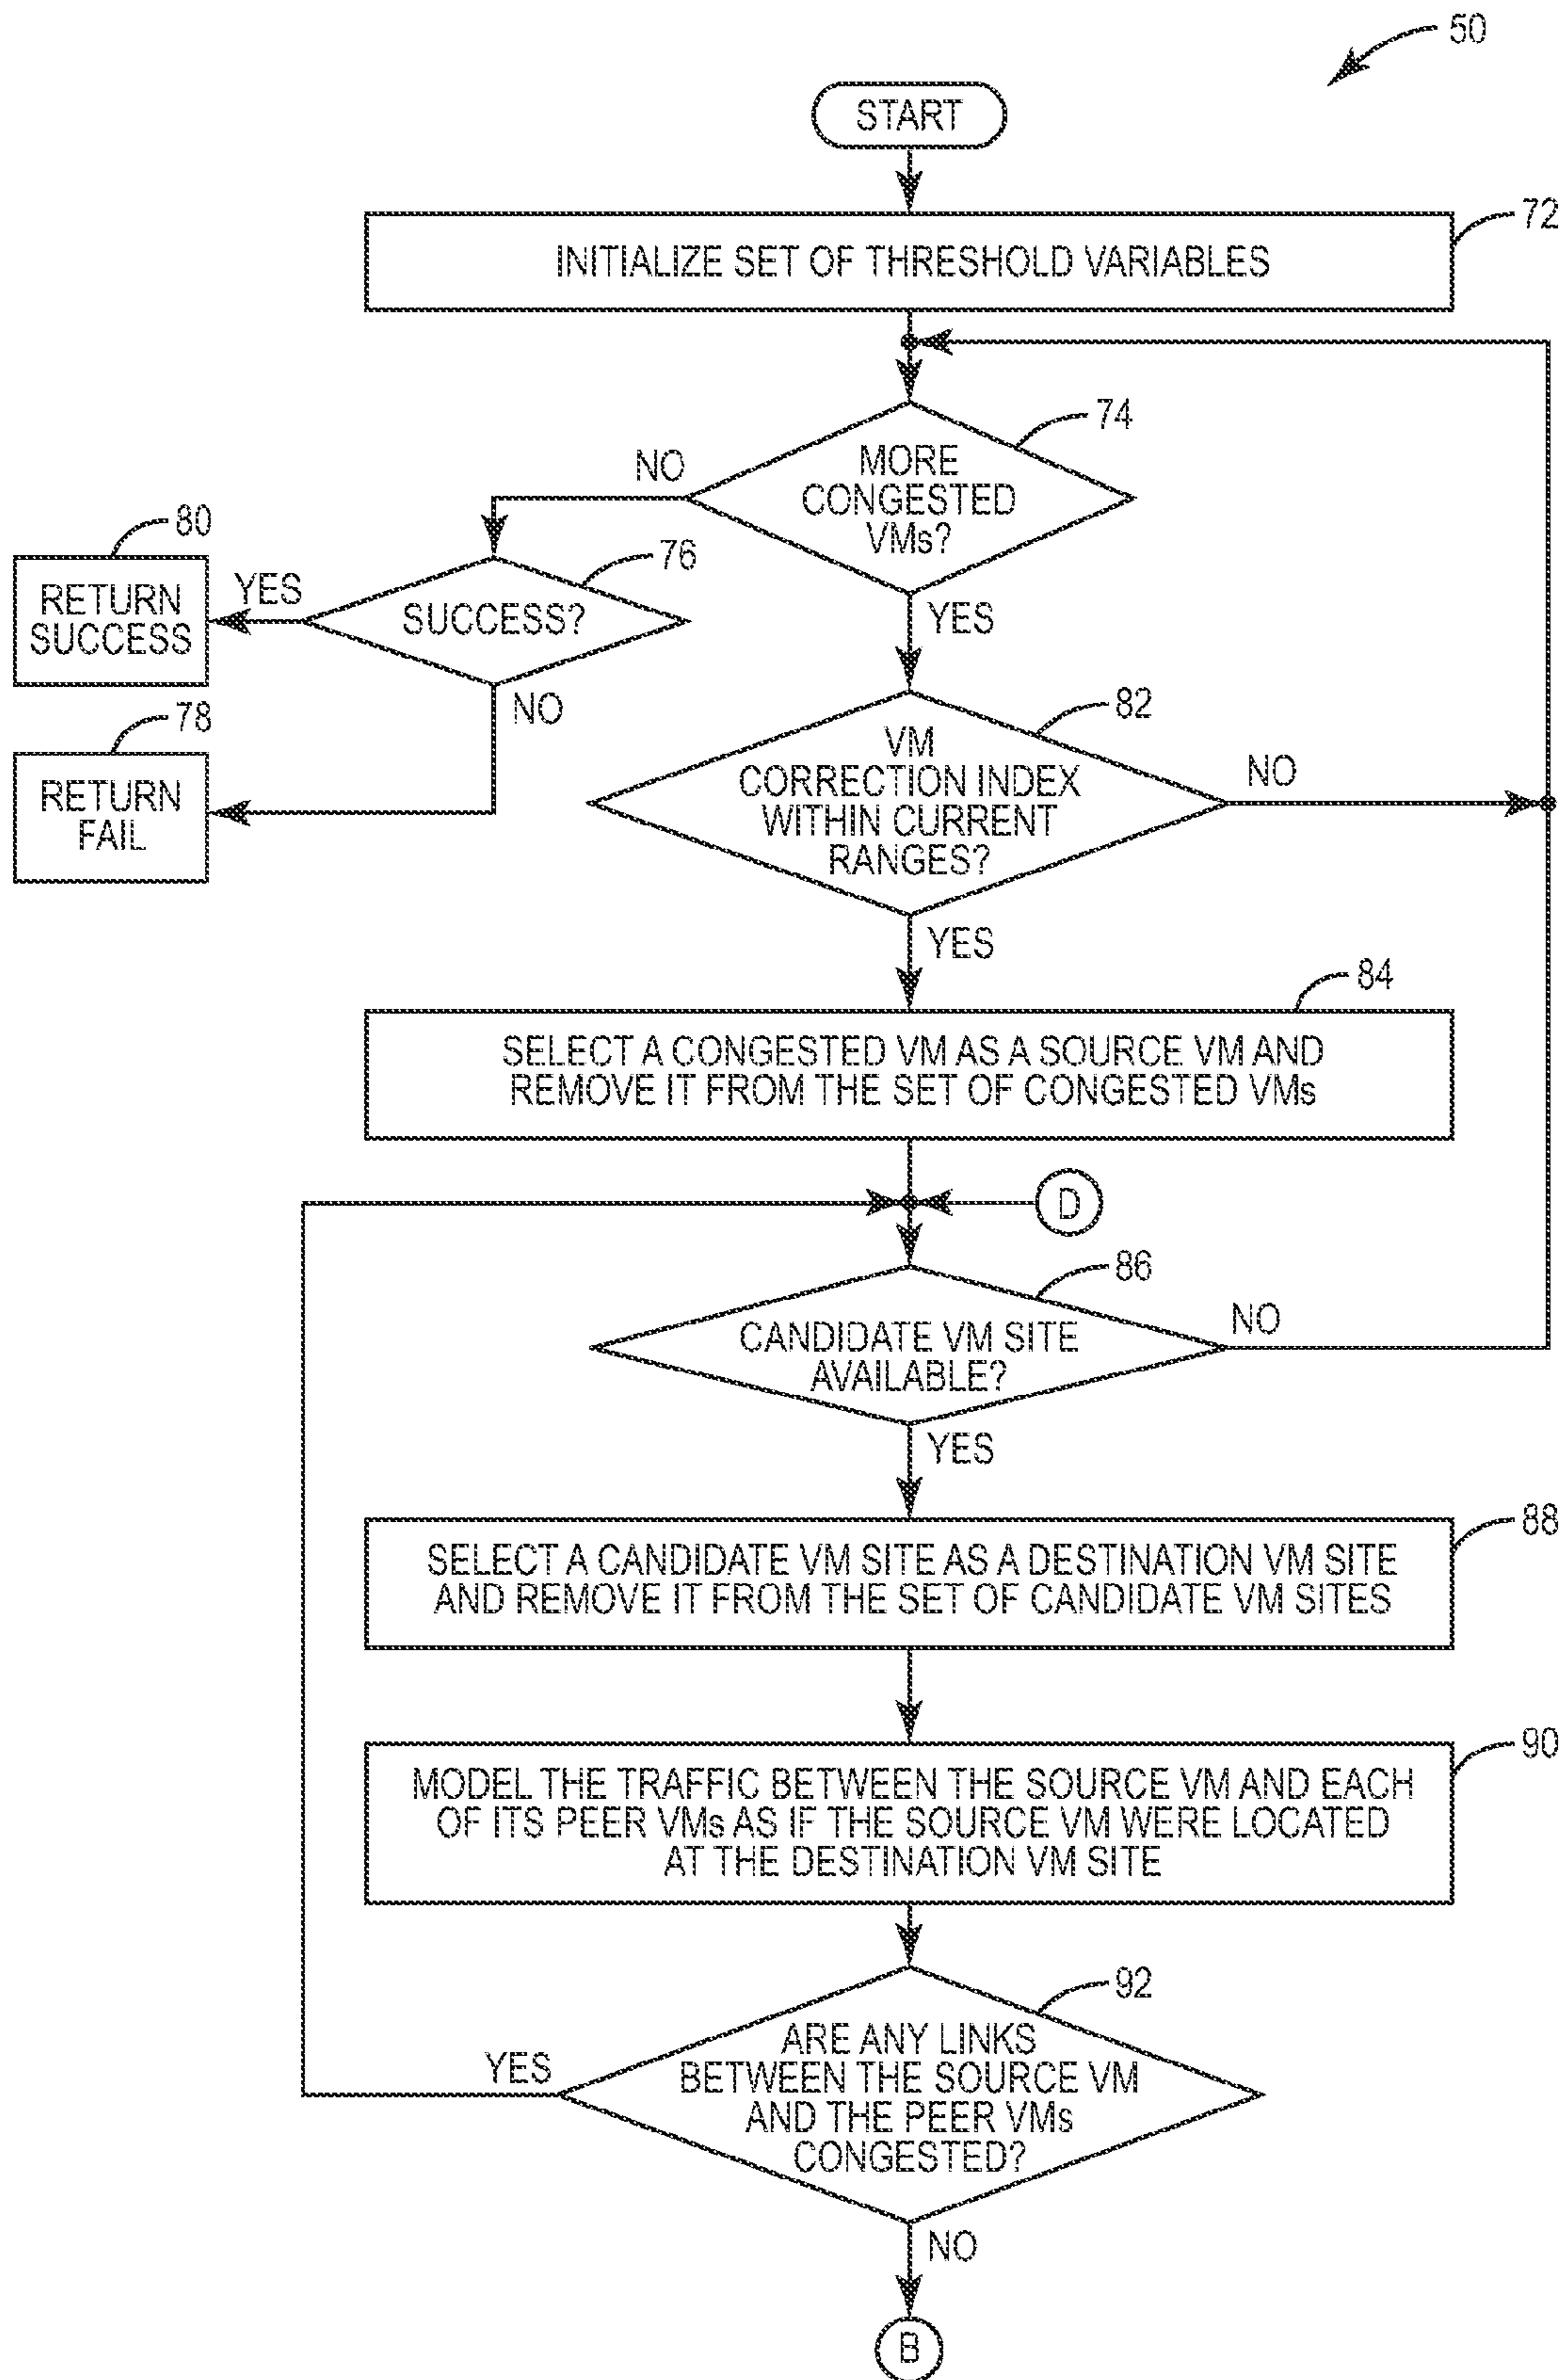 50
START
72
INITIALIZE SET OF THRESHOLD VARIABLES
74
MORE
CONGESTED
VMs?
NO
YES
80
RETURN
SUCCESS
YES
76
SUCCESS?
NO
78
RETURN
FAIL
82
VM
CORRECTION INDEX
WITHIN CURRENT
RANGES?
NO
YES
84
SELECT A CONGESTED VM AS A SOURCE VM AND
REMOVE IT FROM THE SET OF CONGESTED VMs
D
86
CANDIDATE VM SITE
AVAILABLE?
NO
YES
88
SELECT A CANDIDATE VM SITE AS A DESTINATION VM SITE
AND REMOVE IT FROM THE SET OF CANDIDATE VM SITES
90
MODEL THE TRAFFIC BETWEEN THE SOURCE VM AND EACH
OF ITS PEER VMs AS IF THE SOURCE VM WERE LOCATED
AT THE DESTINATION VM SITE
92
ARE ANY LINKS
BETWEEN THE SOURCE VM
AND THE PEER VMs
CONGESTED?
YES
NO
B